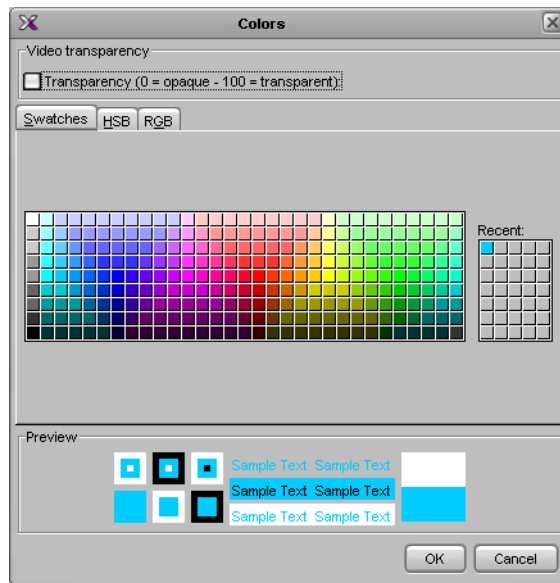 Colors
Video transparency
Transparency (0 = opaque - 100 = transparent):
Swatches HSB RGB
Recent:
Preview
Sample Text Sample Text
Sample Text Sample Text
Sample Text Sample Text
OK Cancel